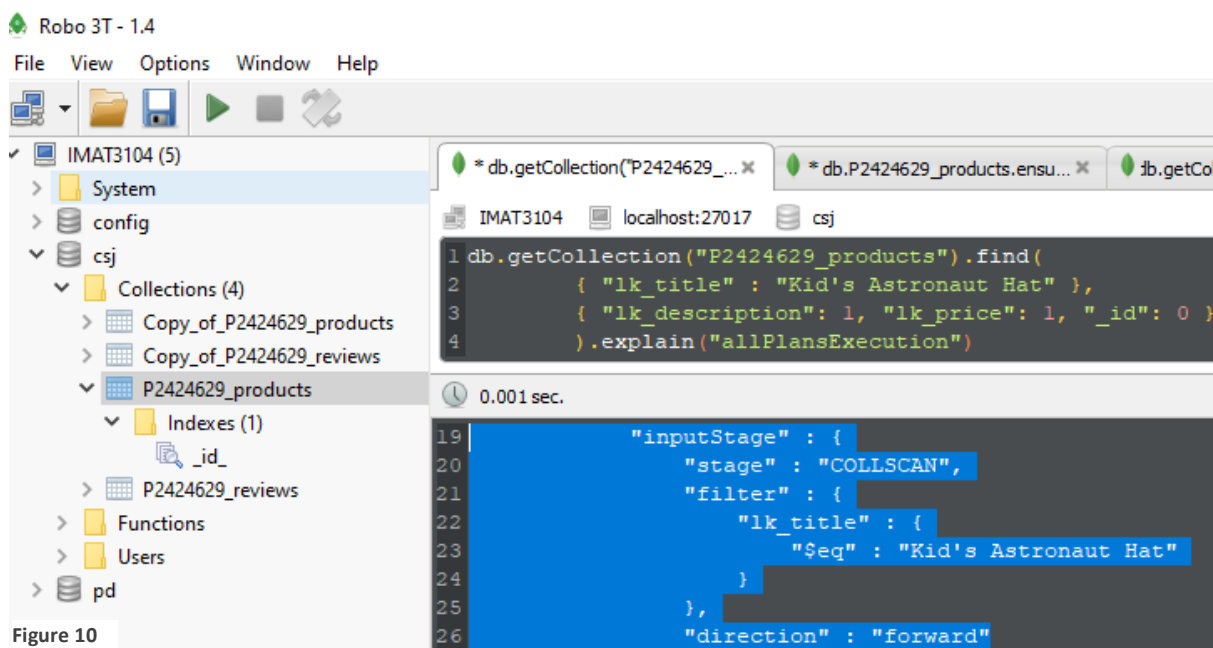 Robo 3T - 1.4
File View Options Window Help
IMAT3104 (5)
System
config
csj
Collections (4)
Copy_of_P2424629_products
Copy_of_P2424629_reviews
P2424629_products
Indexes (1)
_id_
P2424629_reviews
Functions
Users
pd
Figure 10
* db.getCollection("P2424629_... * db.P2424629_products.ensu... db.getCol
IMAT3104 localhost:27017 csj
1 db.getCollection("P2424629_products").find(
2 { "lk_title" : "Kid's Astronaut Hat" },
3 { "lk_description": 1, "lk_price": 1, "_id": 0 }
4 ).explain("allPlansExecution")
0.001 sec.
19 "inputStage" : {
20 "stage" : "COLLSCAN",
21 "filter" : {
22 "lk_title" : {
23 "$eq" : "Kid's Astronaut Hat"
24 }
25 },
26 "direction" : "forward"